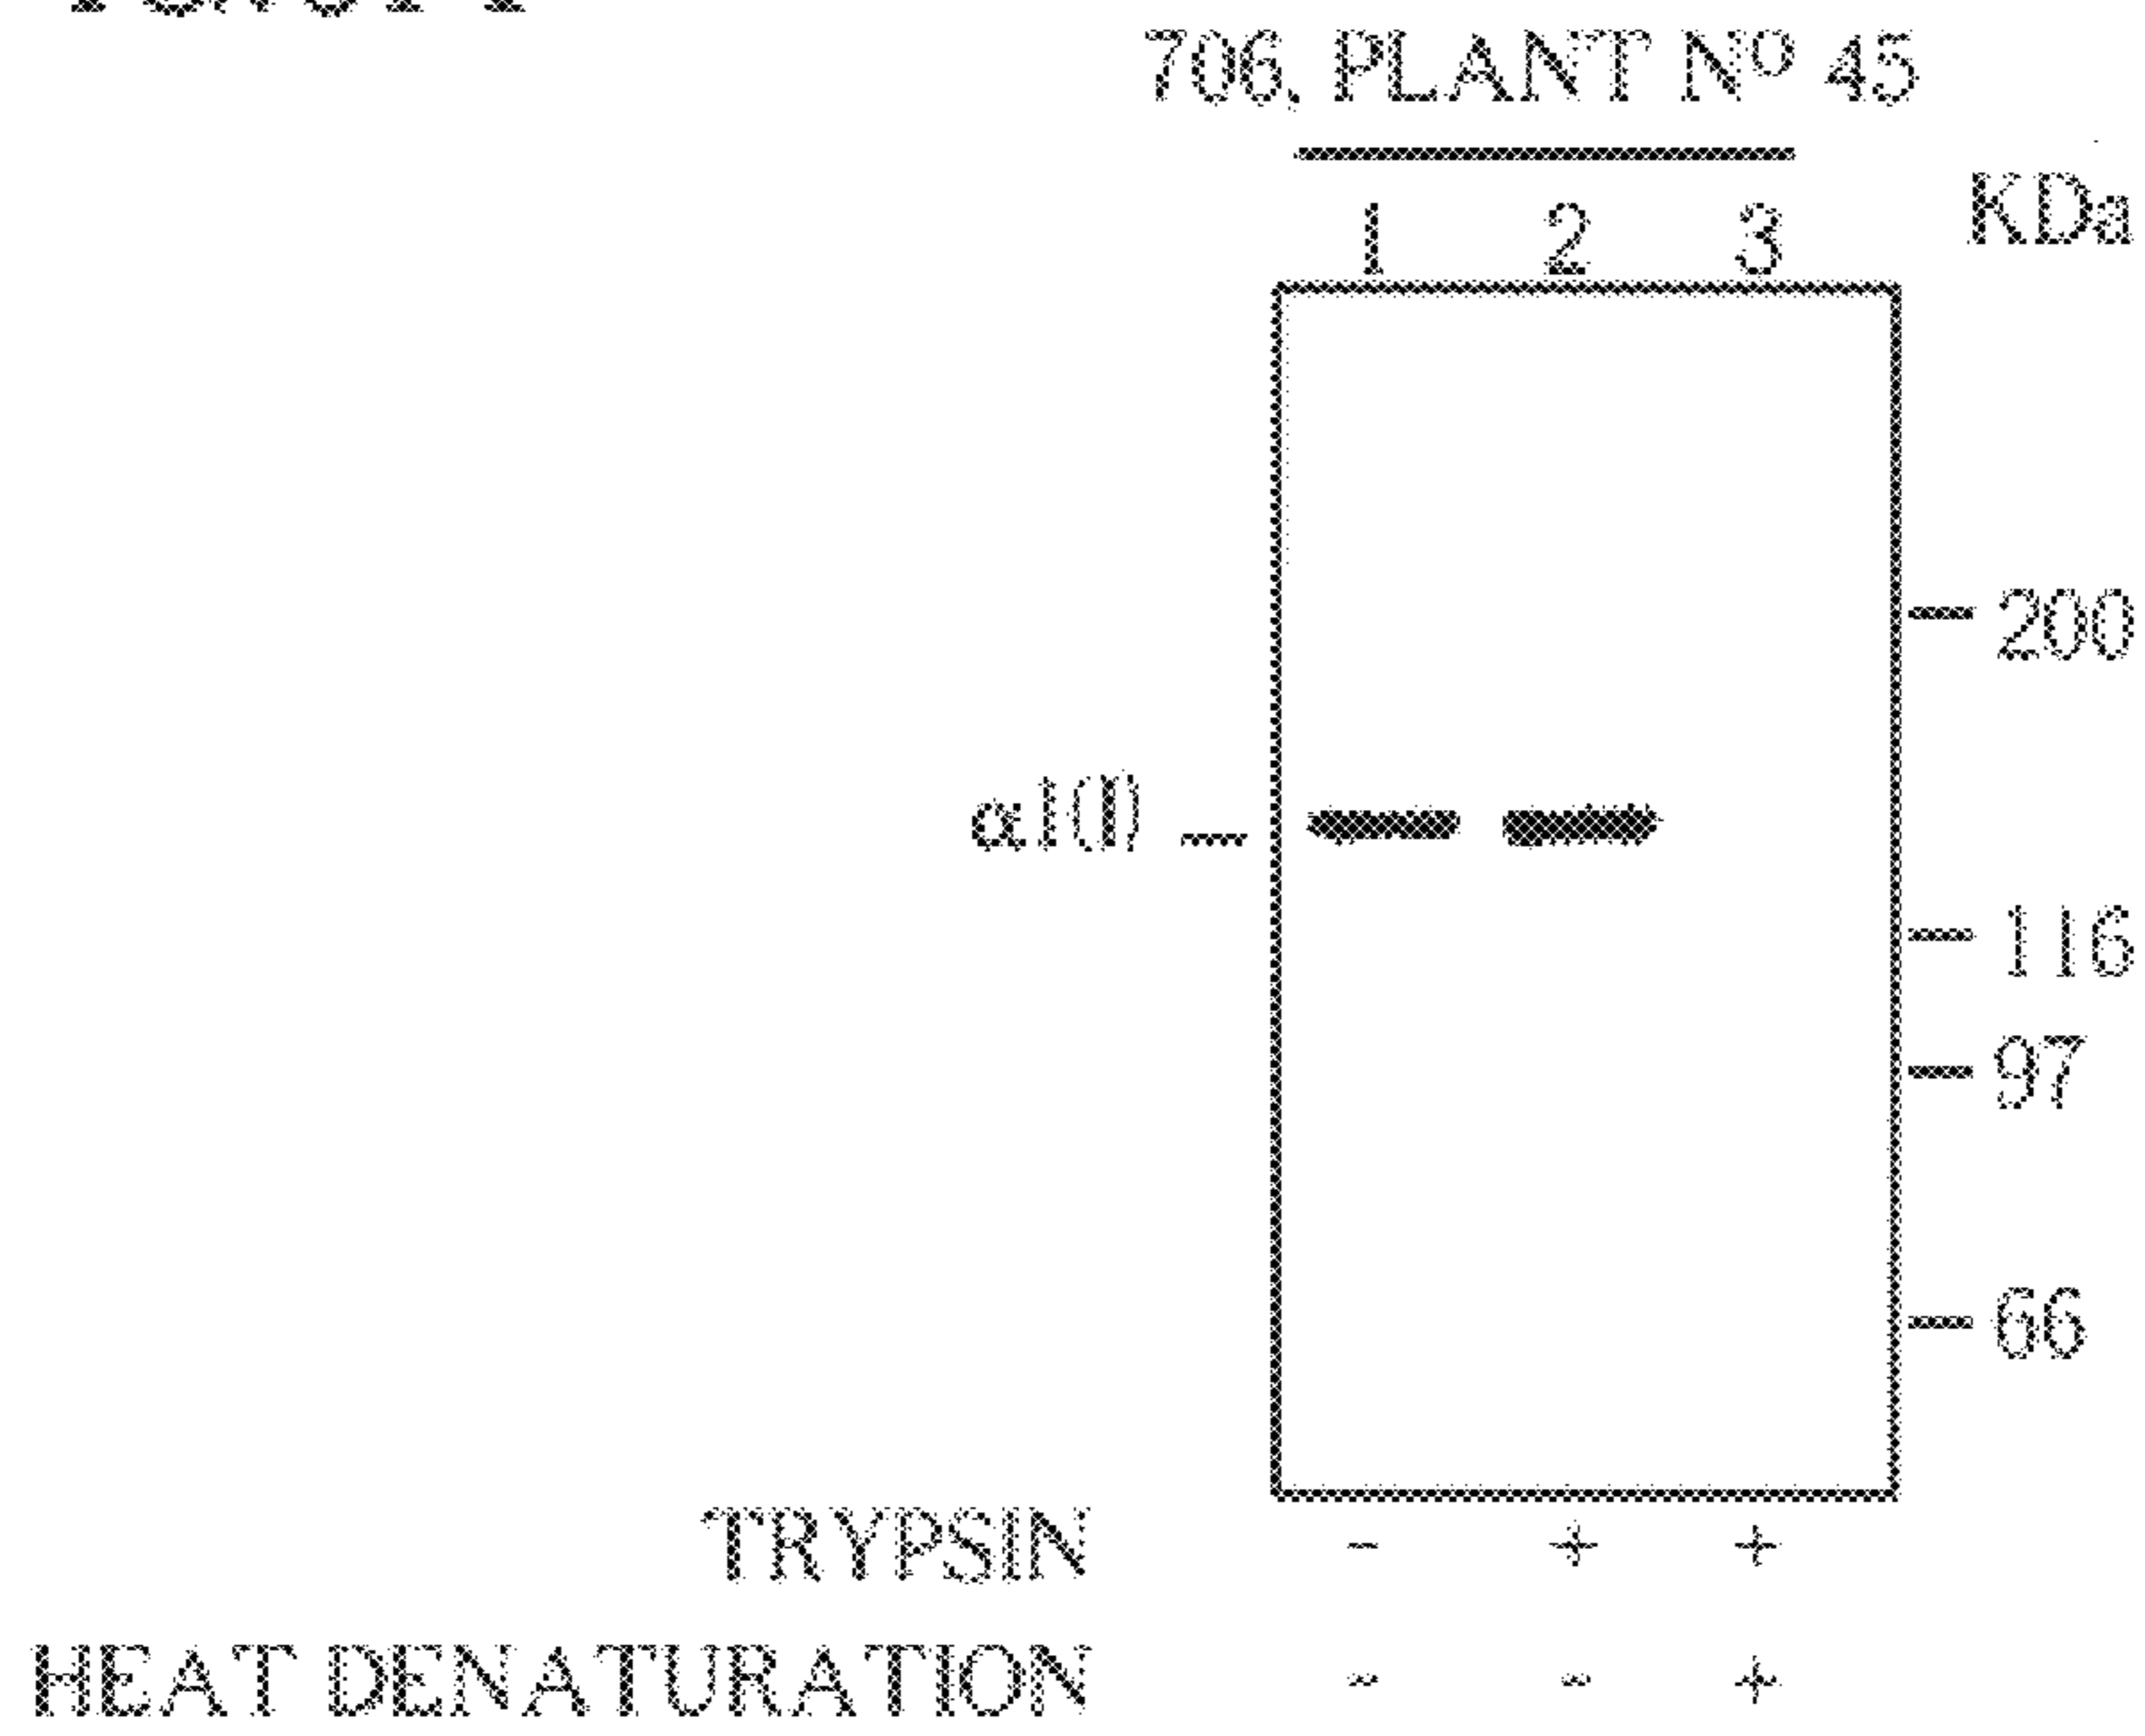 706, PLANT Nº 45
1 2 3 KDa
200
α1(I) –
116
97
66
TRYPSIN - + +
HEAT DENATURATION - - +